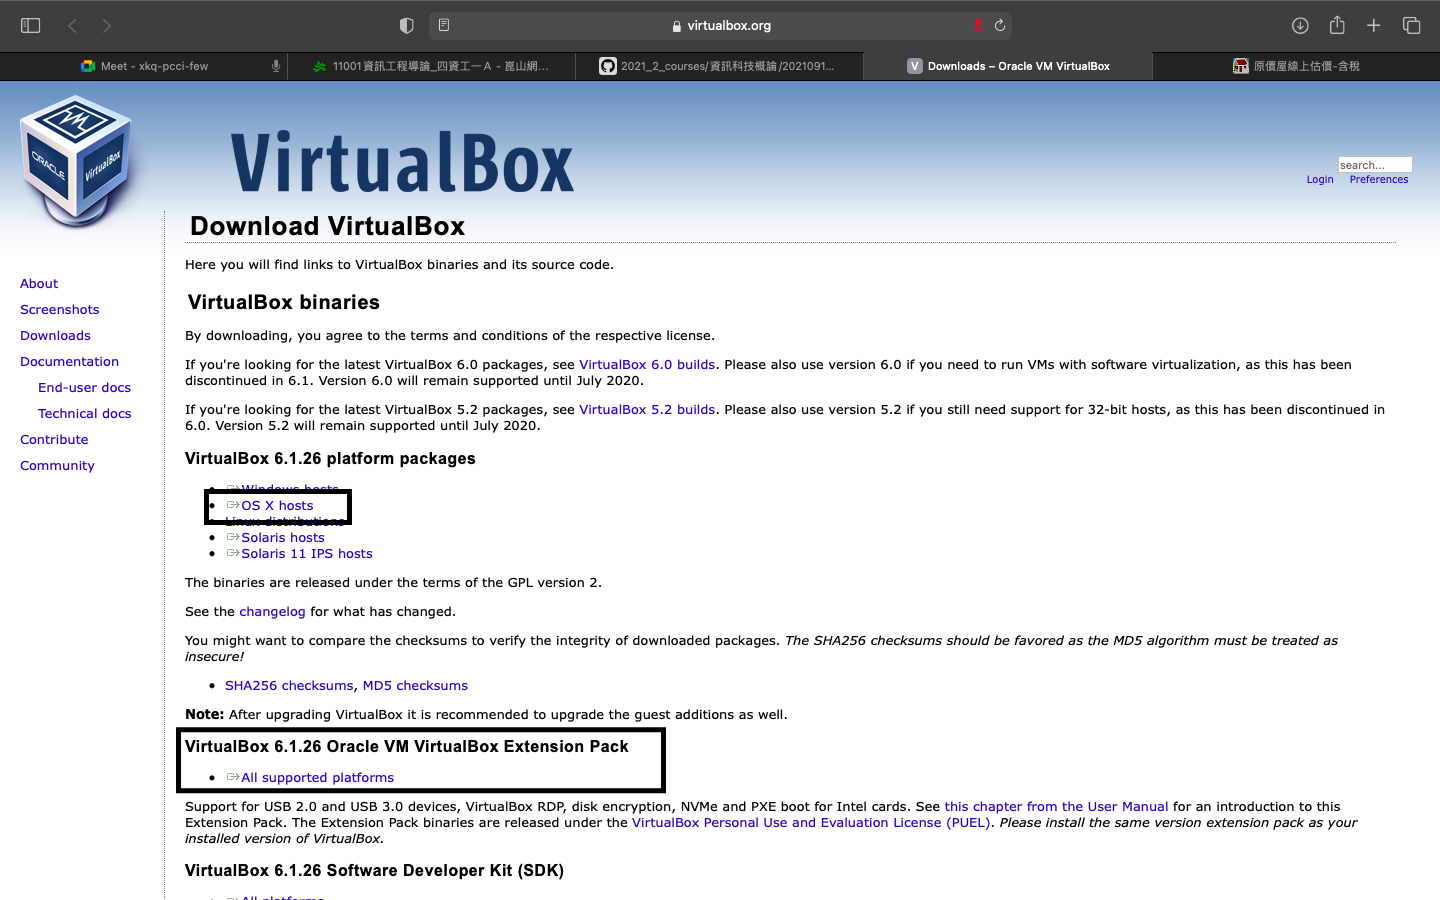 virtualbox.org
Meet - xkq-pcci-few
11001資訊工程導論_四資工一A - 崑山網...
2021_2_courses/資訊科技概論/2021091...
V
Downloads – Oracle VM VirtualBox
原價屋線上估價-含稅
ORACLE
VirtualBox
VirtualBox
search...
Login Preferences
Download VirtualBox
Here you will find links to VirtualBox binaries and its source code.
About
Screenshots
Downloads
Documentation
End-user docs
Technical docs
Contribute
Community
VirtualBox binaries
By downloading, you agree to the terms and conditions of the respective license.
If you're looking for the latest VirtualBox 6.0 packages, see VirtualBox 6.0 builds. Please also use version 6.0 if you need to run VMs with software virtualization, as this has been
discontinued in 6.1. Version 6.0 will remain supported until July 2020.
If you're looking for the latest VirtualBox 5.2 packages, see VirtualBox 5.2 builds. Please also use version 5.2 if you still need support for 32-bit hosts, as this has been discontinued in
6.0. Version 5.2 will remain supported until July 2020.
VirtualBox 6.1.26 platform packages
Windows hosts
OS X hosts
Linux distributions
Solaris hosts
Solaris 11 IPS hosts
The binaries are released under the terms of the GPL version 2.
See the changelog for what has changed.
You might want to compare the checksums to verify the integrity of downloaded packages. The SHA256 checksums should be favored as the MD5 algorithm must be treated as
insecure!
SHA256 checksums, MD5 checksums
Note: After upgrading VirtualBox it is recommended to upgrade the guest additions as well.
VirtualBox 6.1.26 Oracle VM VirtualBox Extension Pack
All supported platforms
Support for USB 2.0 and USB 3.0 devices, VirtualBox RDP, disk encryption, NVMe and PXE boot for Intel cards. See this chapter from the User Manual for an introduction to this
Extension Pack. The Extension Pack binaries are released under the VirtualBox Personal Use and Evaluation License (PUEL). Please install the same version extension pack as your
installed version of VirtualBox.
VirtualBox 6.1.26 Software Developer Kit (SDK)
All platforms